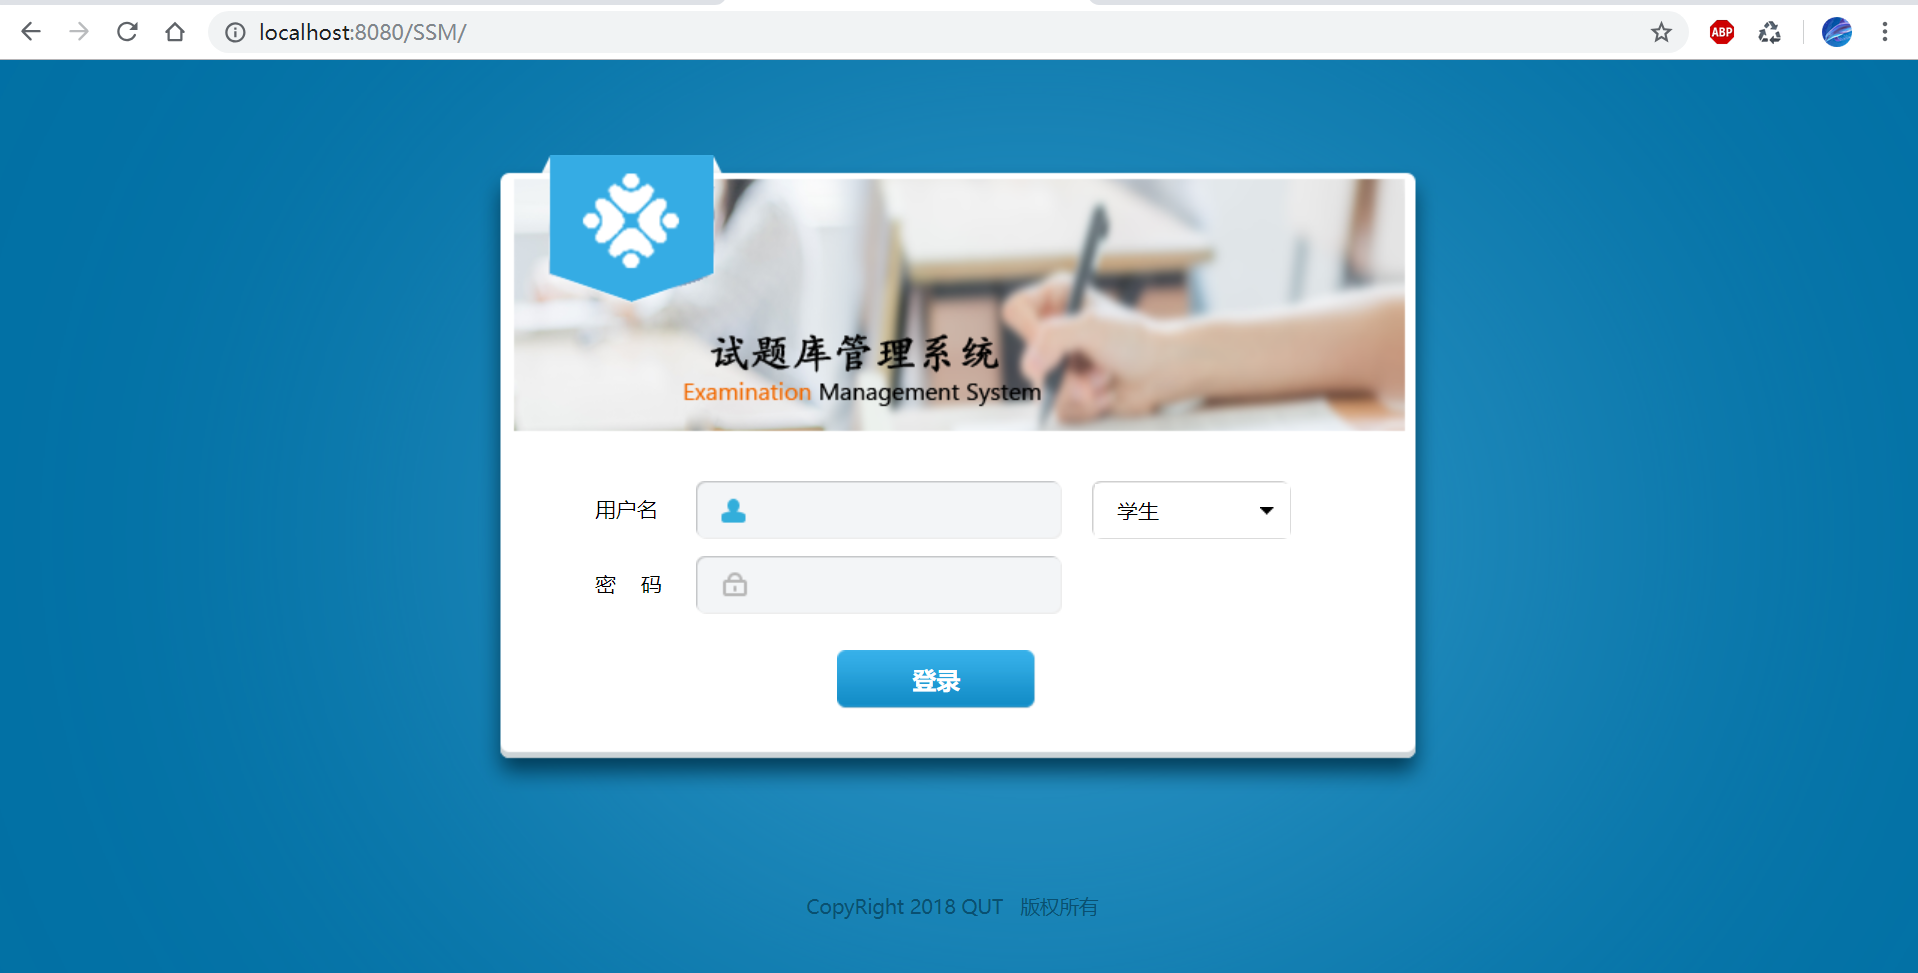 localhost:8080/SSM/
ABP
试题库管理系统
Examination Management System
用户名
学生
密 码
登录
CopyRight 2018 QUT 版权所有